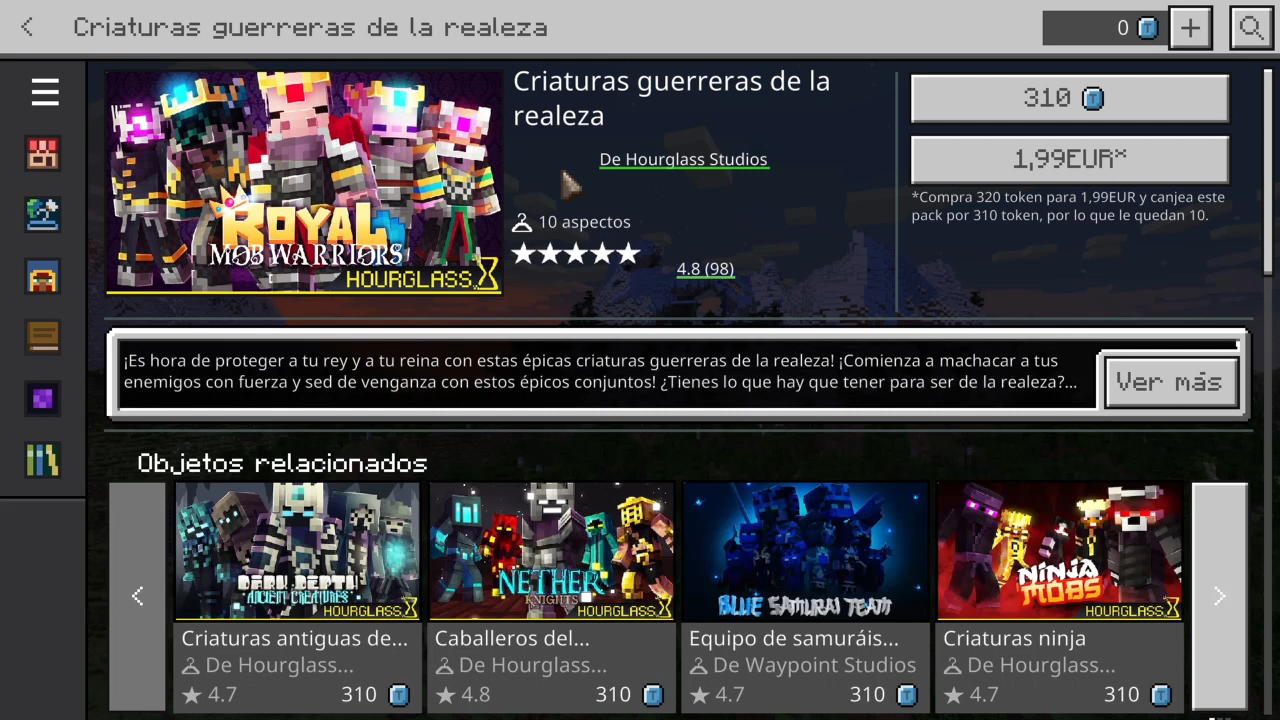 Criaturas guerreras de la realeza
0
ROYAL
MOB WARRIORS
HOURGLASS
Criaturas guerreras de la
realeza
De Hourglass Studios
10 aspectos
4.8 (98)
310
1,99EUR*
*Compra 320 token para 1,99EUR y canjea este
pack por 310 token, por lo que le quedan 10.
¡Es hora de proteger a tu rey y a tu reina con estas épicas criaturas guerreras de la realeza! ¡Comienza a machacar a tus
enemigos con fuerza y sed de venganza con estos épicos conjuntos! ¿Tienes lo que hay que tener para ser de la realeza?...
Ver más
Objetos relacionados
DARK DEPTHS
ANCIENT CREATURES
HOURGLASS
Criaturas antiguas de...
De Hourglass...
4.7
310
NETHER
KNIGHTS
HOURGLASS
Caballeros del...
De Hourglass...
4.8
310
BLUE SAMURAI TEAM
Equipo de samuráis...
De Waypoint Studios
4.7
310
NINJA
MOBS
HOURGLASS
Criaturas ninja
De Hourglass...
4.7
310